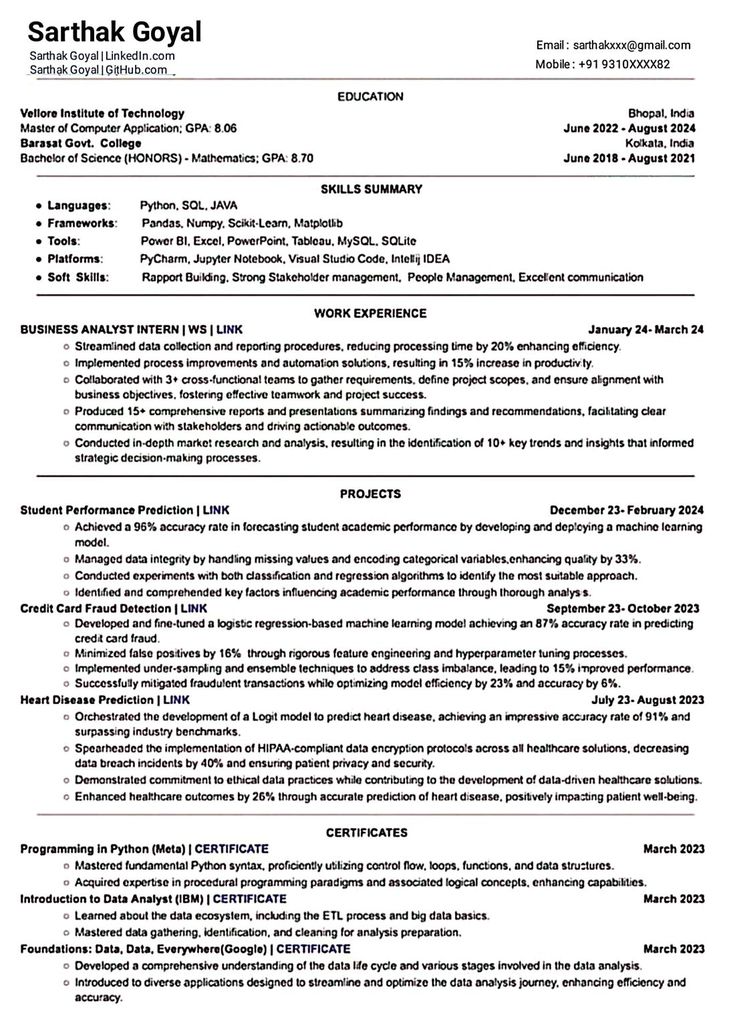 Sarthak Goyal
Sarthak Goyal|LinkedIn.com
Sarthak Goyal|GitHub.com
Email : sarthakxxx@gmail.com
Mobile : +91 9310XXXX82
EDUCATION
Vellore Institute of Technology Bhopal, India
Master of Computer Application; GPA: 8.06 June 2022 - August 2024
Barasat Govt. College Kolkata, India
Bachelor of Science (HONORS) - Mathematics; GPA: 8.70 June 2018 - August 2021
SKILLS SUMMARY
• Languages: Python, SQL, JAVA
• Frameworks: Pandas, Numpy, Scikit-Learn, Matplotlib
• Tools: Power BI, Excel, PowerPoint, Tableau, MySQL, SQLite
• Platforms: PyCharm, Jupyter Notebook, Visual Studio Code, Intellij IDEA
• Soft Skills: Rapport Building, Strong Stakeholder management, People Management, Excellent communication
WORK EXPERIENCE
BUSINESS ANALYST INTERN | WS | LINK January 24- March 24
○ Streamlined data collection and reporting procedures, reducing processing time by 20% enhancing efficiency.
○ Implemented process improvements and automation solutions, resulting in 15% increase in productivity.
○ Collaborated with 3+ cross-functional teams to gather requirements, define project scopes, and ensure alignment with
business objectives, fostering effective teamwork and project success.
○ Produced 15+ comprehensive reports and presentations summarizing findings and recommendations, facilitating clear
communication with stakeholders and driving actionable outcomes.
○ Conducted in-depth market research and analysis, resulting in the identification of 10+ key trends and insights that informed
strategic decision-making processes.
PROJECTS
Student Performance Prediction | LINK December 23- February 2024
○ Achieved a 96% accuracy rate in forecasting student academic performance by developing and deploying a machine learning
model.
○ Managed data integrity by handling missing values and encoding categorical variables,enhancing quality by 33%.
○ Conducted experiments with both classification and regression algorithms to identify the most suitable approach.
○ Identified and comprehended key factors influencing academic performance through thorough analysis.
Credit Card Fraud Detection | LINK September 23- October 2023
○ Developed and fine-tuned a logistic regression-based machine learning model achieving an 87% accuracy rate in predicting
credit card fraud.
○ Minimized false positives by 16% through rigorous feature engineering and hyperparameter tuning processes.
○ Implemented under-sampling and ensemble techniques to address class imbalance, leading to 15% improved performance.
○ Successfully mitigated fraudulent transactions while optimizing model efficiency by 23% and accuracy by 6%.
Heart Disease Prediction | LINK July 23- August 2023
○ Orchestrated the development of a Logit model to predict heart disease, achieving an impressive accuracy rate of 91% and
surpassing industry benchmarks.
○ Spearheaded the implementation of HIPAA-compliant data encryption protocols across all healthcare solutions, decreasing
data breach incidents by 40% and ensuring patient privacy and security.
○ Demonstrated commitment to ethical data practices while contributing to the development of data-driven healthcare solutions.
○ Enhanced healthcare outcomes by 26% through accurate prediction of heart disease, positively impacting patient well-being.
CERTIFICATES
Programming in Python (Meta) | CERTIFICATE March 2023
○ Mastered fundamental Python syntax, proficiently utilizing control flow, loops, functions, and data structures.
○ Acquired expertise in procedural programming paradigms and associated logical concepts, enhancing capabilities.
Introduction to Data Analyst (IBM) | CERTIFICATE March 2023
○ Learned about the data ecosystem, including the ETL process and big data basics.
○ Mastered data gathering, identification, and cleaning for analysis preparation.
Foundations: Data, Data, Everywhere(Google) | CERTIFICATE March 2023
○ Developed a comprehensive understanding of the data life cycle and various stages involved in the data analysis.
○ Introduced to diverse applications designed to streamline and optimize the data analysis journey, enhancing efficiency and
accuracy.